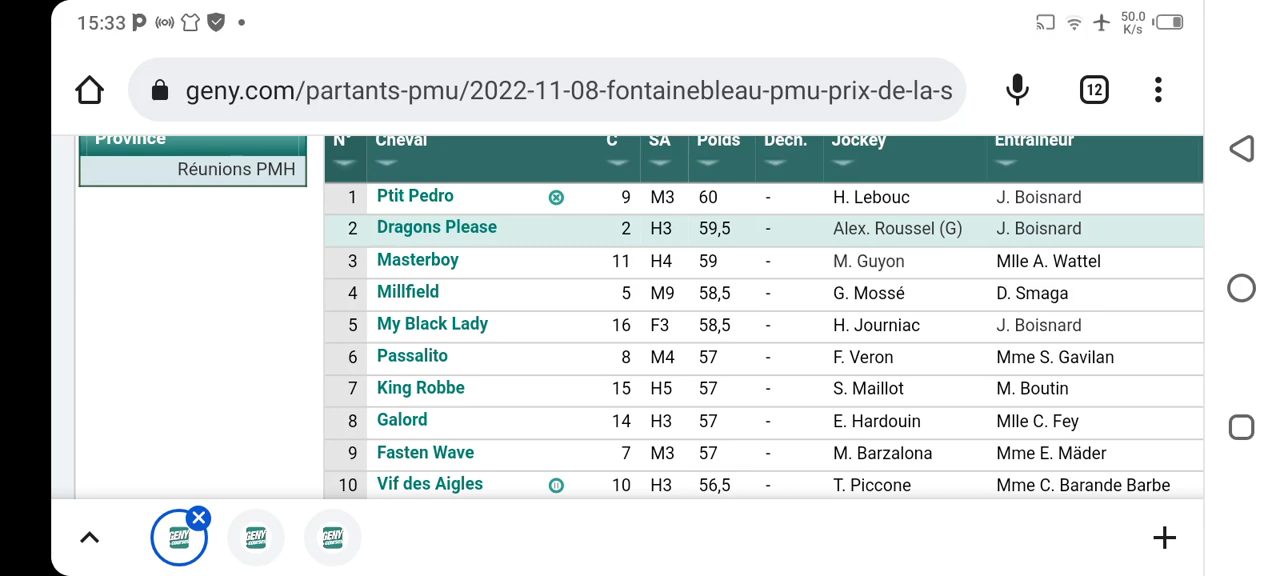 15:33 P 50.0 K/s
geny.com/partants-pmu/2022-11-08-fontainebleau-pmu-prix-de-la-s 12
Province
Réunions PMH
N° Cheval C SA Poids Déch. Jockey Entraîneur
1 Ptit Pedro 9 M3 60 - H. Lebouc J. Boisnard
2 Dragons Please 2 H3 59,5 - Alex. Roussel (G) J. Boisnard
3 Masterboy 11 H4 59 - M. Guyon Mlle A. Wattel
4 Millfield 5 M9 58,5 - G. Mossé D. Smaga
5 My Black Lady 16 F3 58,5 - H. Journiac J. Boisnard
6 Passalito 8 M4 57 - F. Veron Mme S. Gavilan
7 King Robbe 15 H5 57 - S. Maillot M. Boutin
8 Galord 14 H3 57 - E. Hardouin Mlle C. Fey
9 Fasten Wave 7 M3 57 - M. Barzalona Mme E. Mäder
10 Vif des Aigles 10 H3 56,5 - T. Piccone Mme C. Barande Barbe
GENY GENY GENY